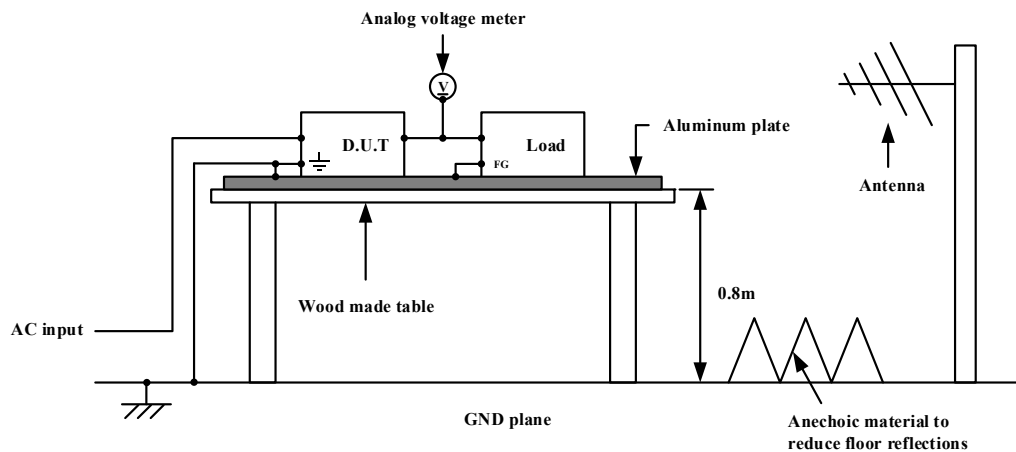 Analog voltage meter
V
D.U.T
Load
FG
Aluminum plate
Antenna
Wood made table
0.8m
AC input
GND plane
Anechoic material to
reduce floor reflections